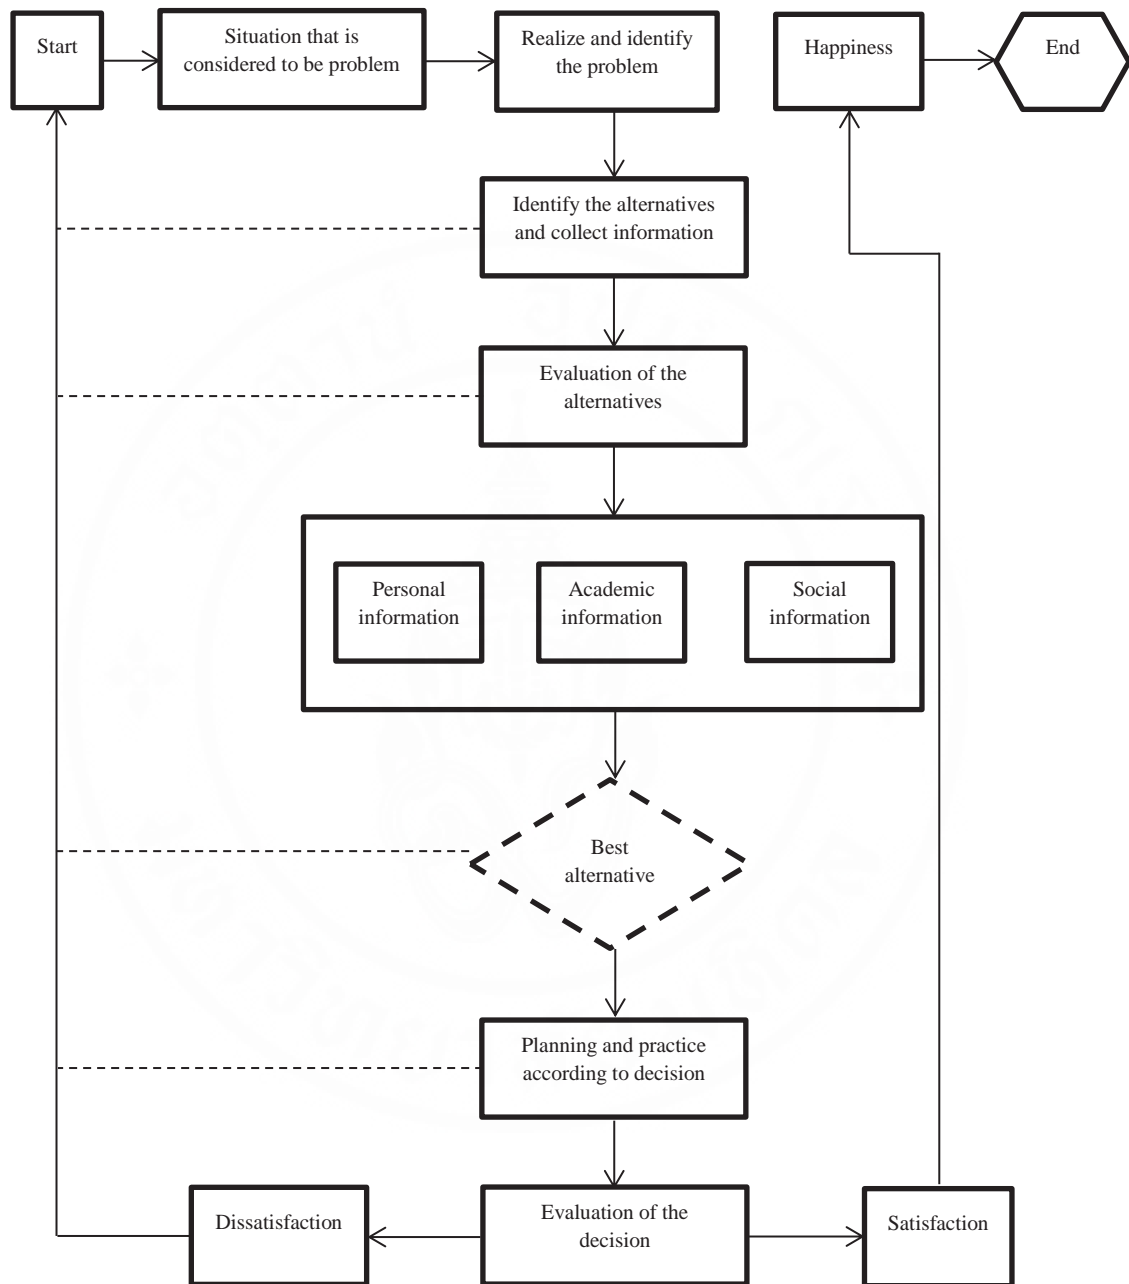 Start
Situation that is
considered to be problem
Realize and identify
the problem
Happiness
End
Identify the alternatives
and collect information
Evaluation of the
alternatives
Personal
information
Academic
information
Social
information
Best
alternative
Planning and practice
according to decision
Dissatisfaction
Evaluation of the
decision
Satisfaction